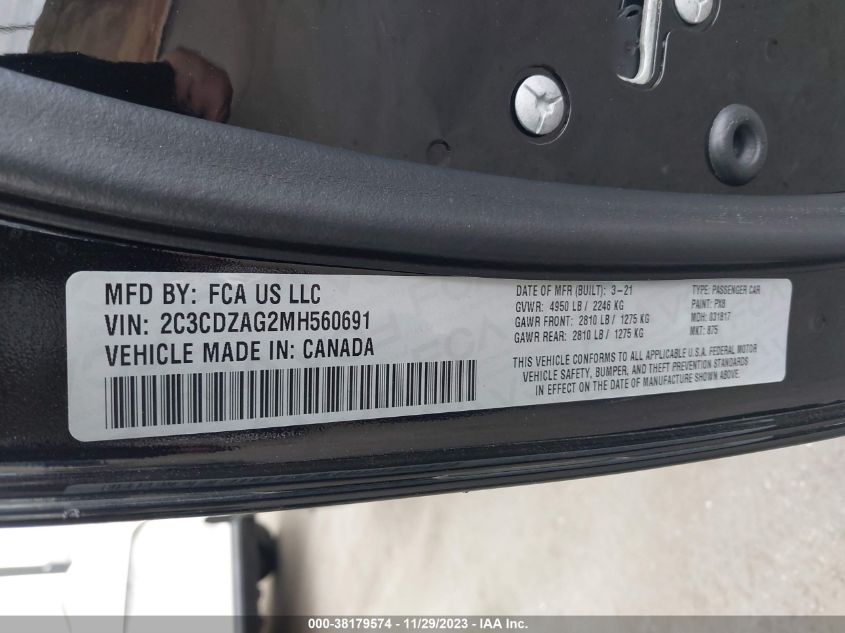 MFD BY: FCA US LLC
VIN: 2C3CDZAG2MH560691
VEHICLE MADE IN: CANADA
DATE OF MFR (BUILT): 3-21
GVWR: 4950 LB / 2246 KG
GAWR FRONT: 2810 LB / 1275 KG
GAWR REAR: 2810 LB / 1275 KG
TYPE: PASSENGER CAR
PAINT: PX8
MDH: 031817
MKT: 875
THIS VEHICLE CONFORMS TO ALL APPLICABLE U.S.A. FEDERAL MOTOR
VEHICLE SAFETY, BUMPER, AND THEFT PREVENTION STANDARDS
IN EFFECT ON THE DATE OF MANUFACTURE SHOWN ABOVE.
000-38179574 - 11/29/2023 - IAA Inc.